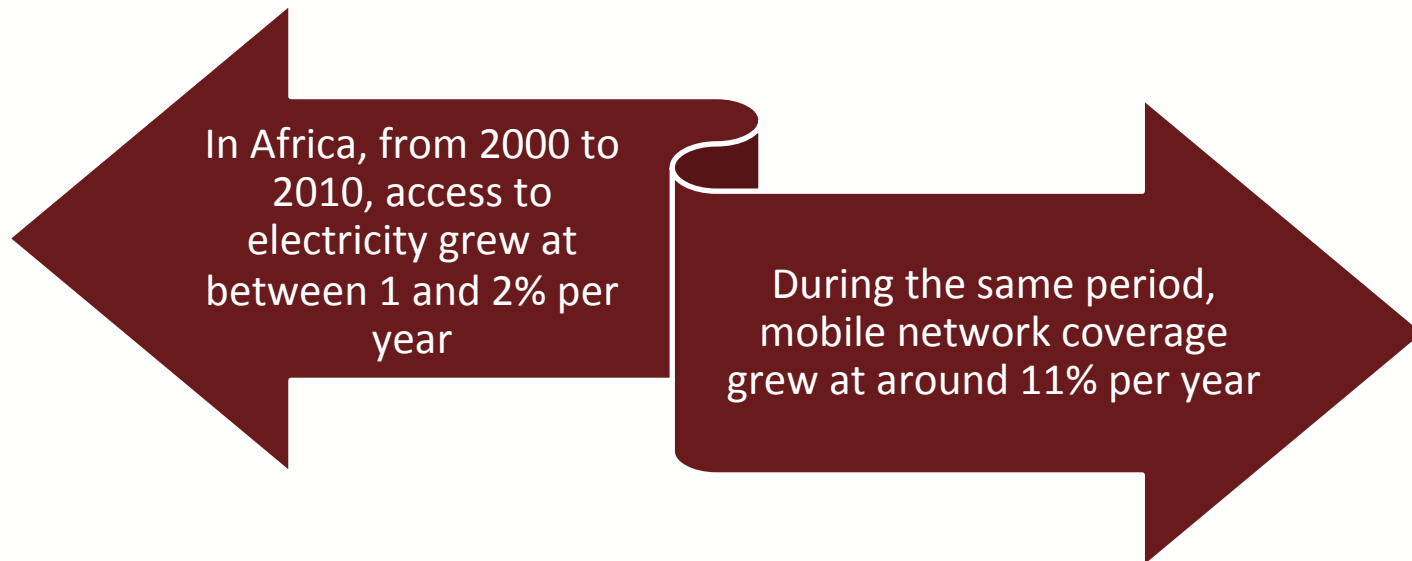 In Africa, from 2000 to
2010, access to
electricity grew at
between 1 and 2% per
year
During the same period,
mobile network coverage
grew at around 11% per year